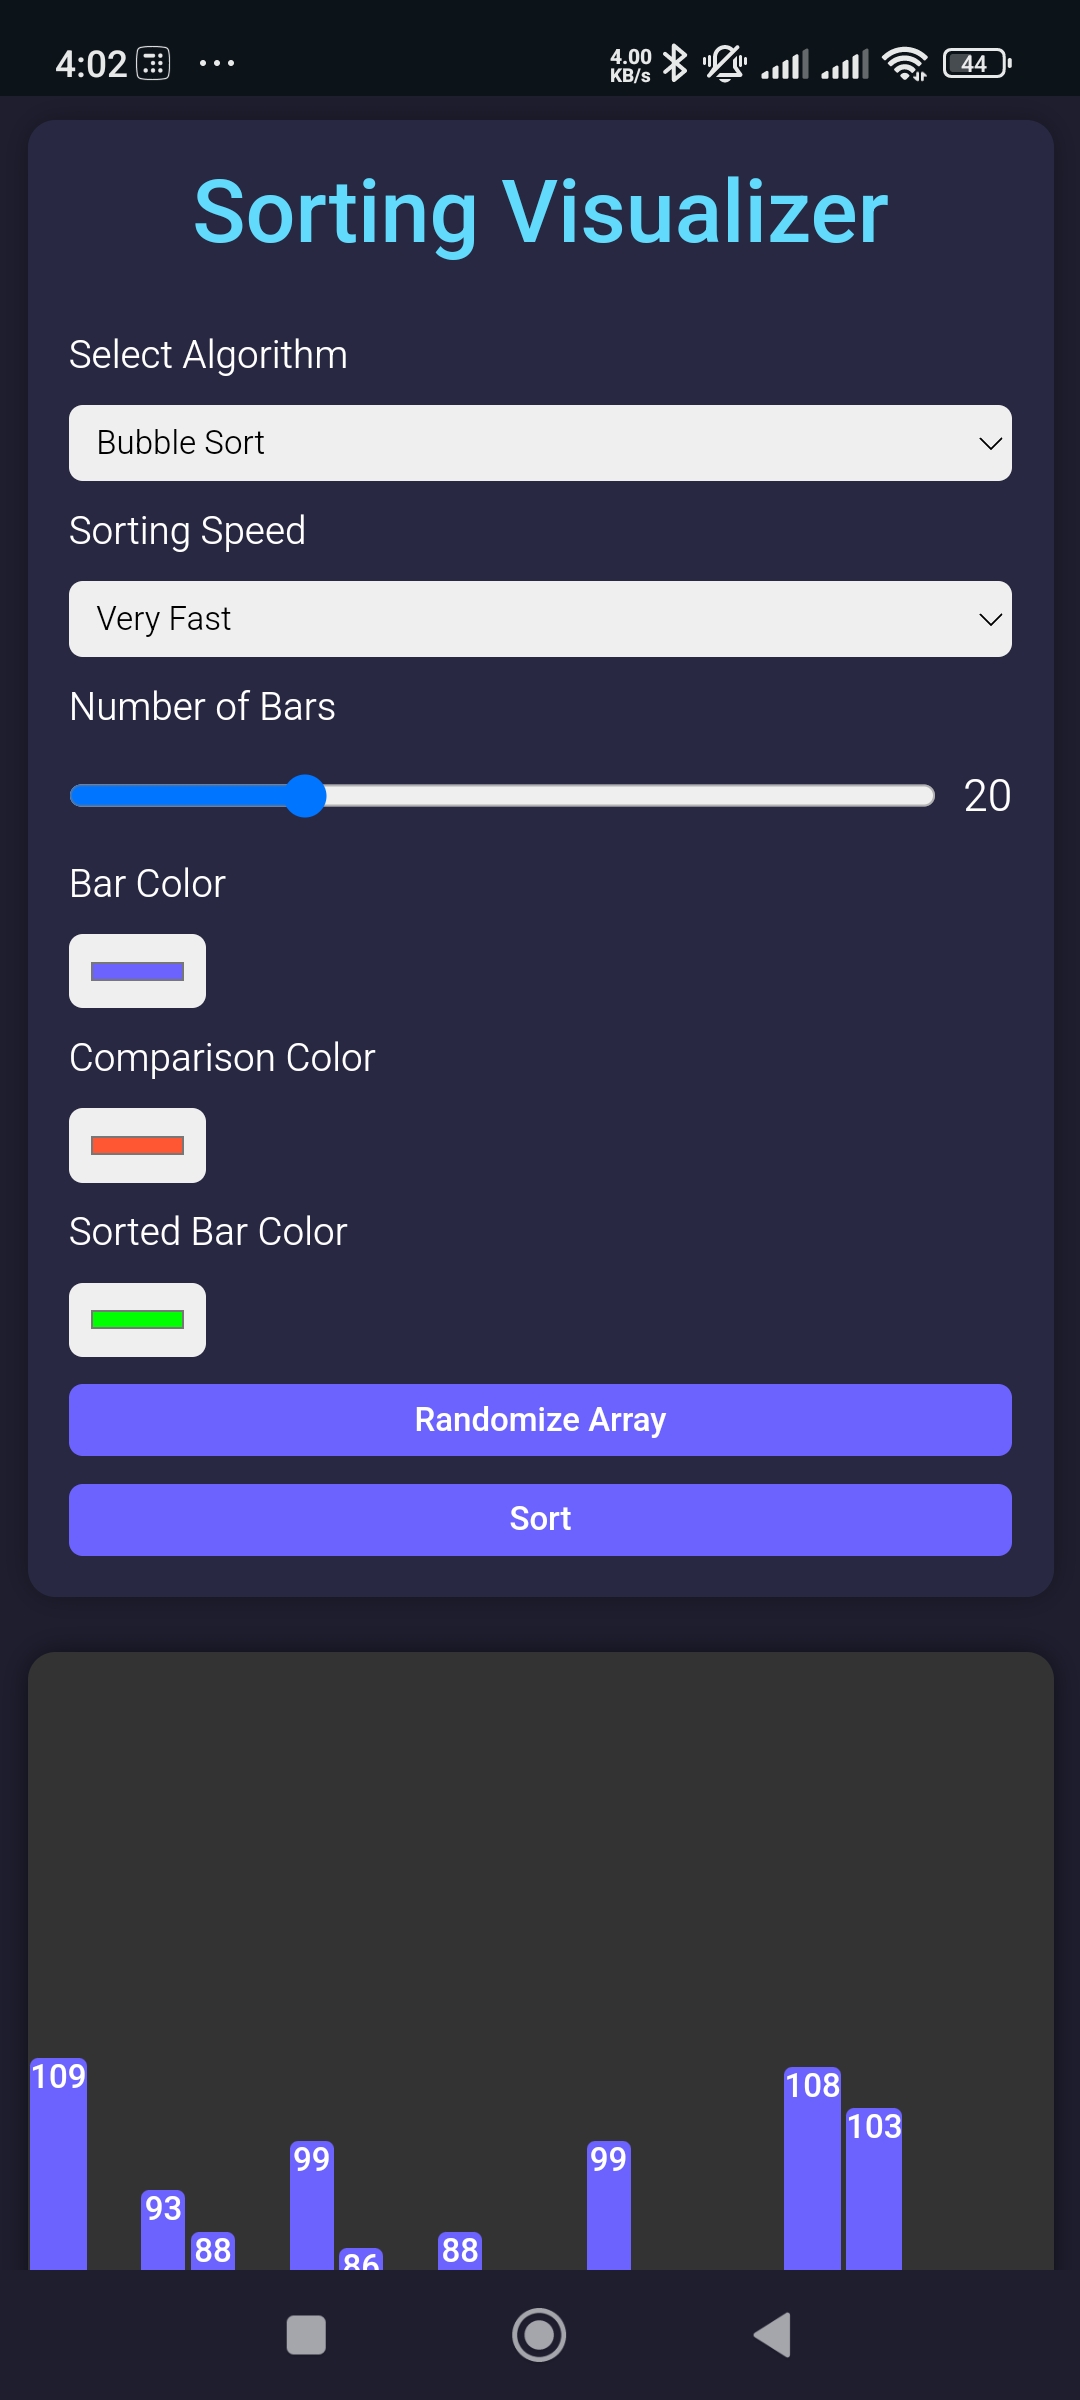 4:02
4.00
KB/s
44
Sorting Visualizer
Select Algorithm
Bubble Sort
Sorting Speed
Very Fast
Number of Bars
20
Bar Color
Comparison Color
Sorted Bar Color
Randomize Array
Sort
109
108
103
99
99
93
88
88
86